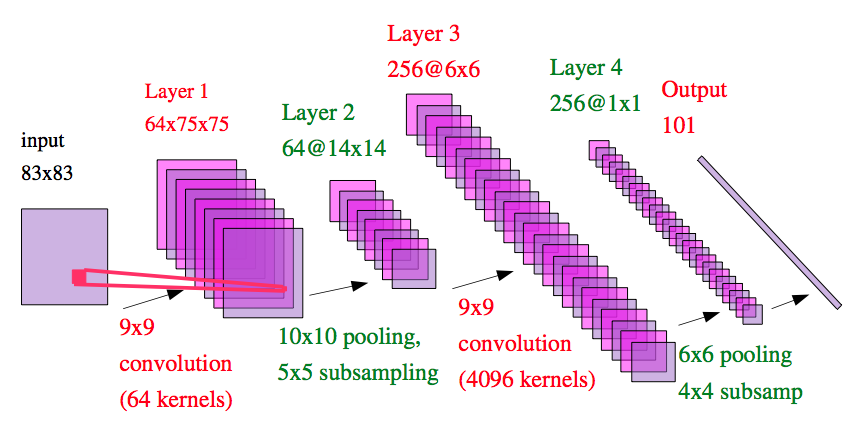 input
83x83
Layer 1
64x75x75
Layer 2
64@14x14
Layer 3
256@6x6
Layer 4
256@1x1
Output
101
9x9
convolution
(64 kernels)
10x10 pooling,
5x5 subsampling
9x9
convolution
(4096 kernels)
6x6 pooling
4x4 subsamp